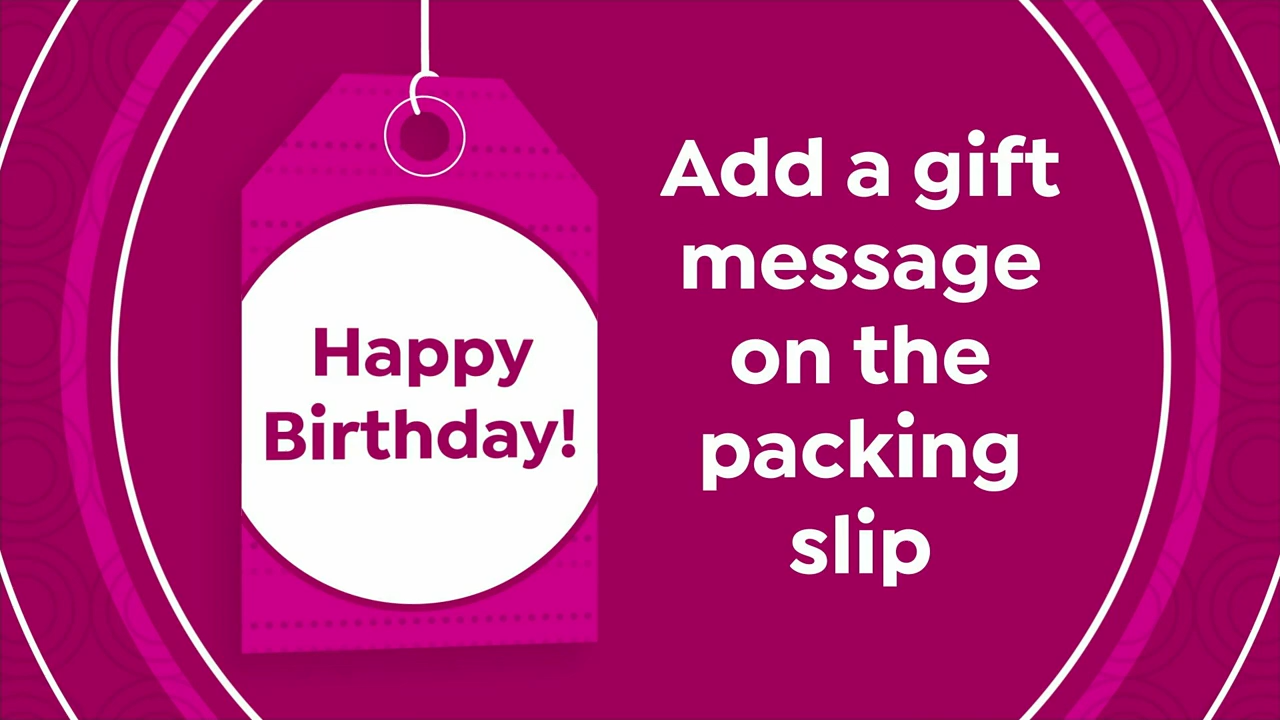 Happy
Birthday!
Add a gift
message
on the
packing
slip